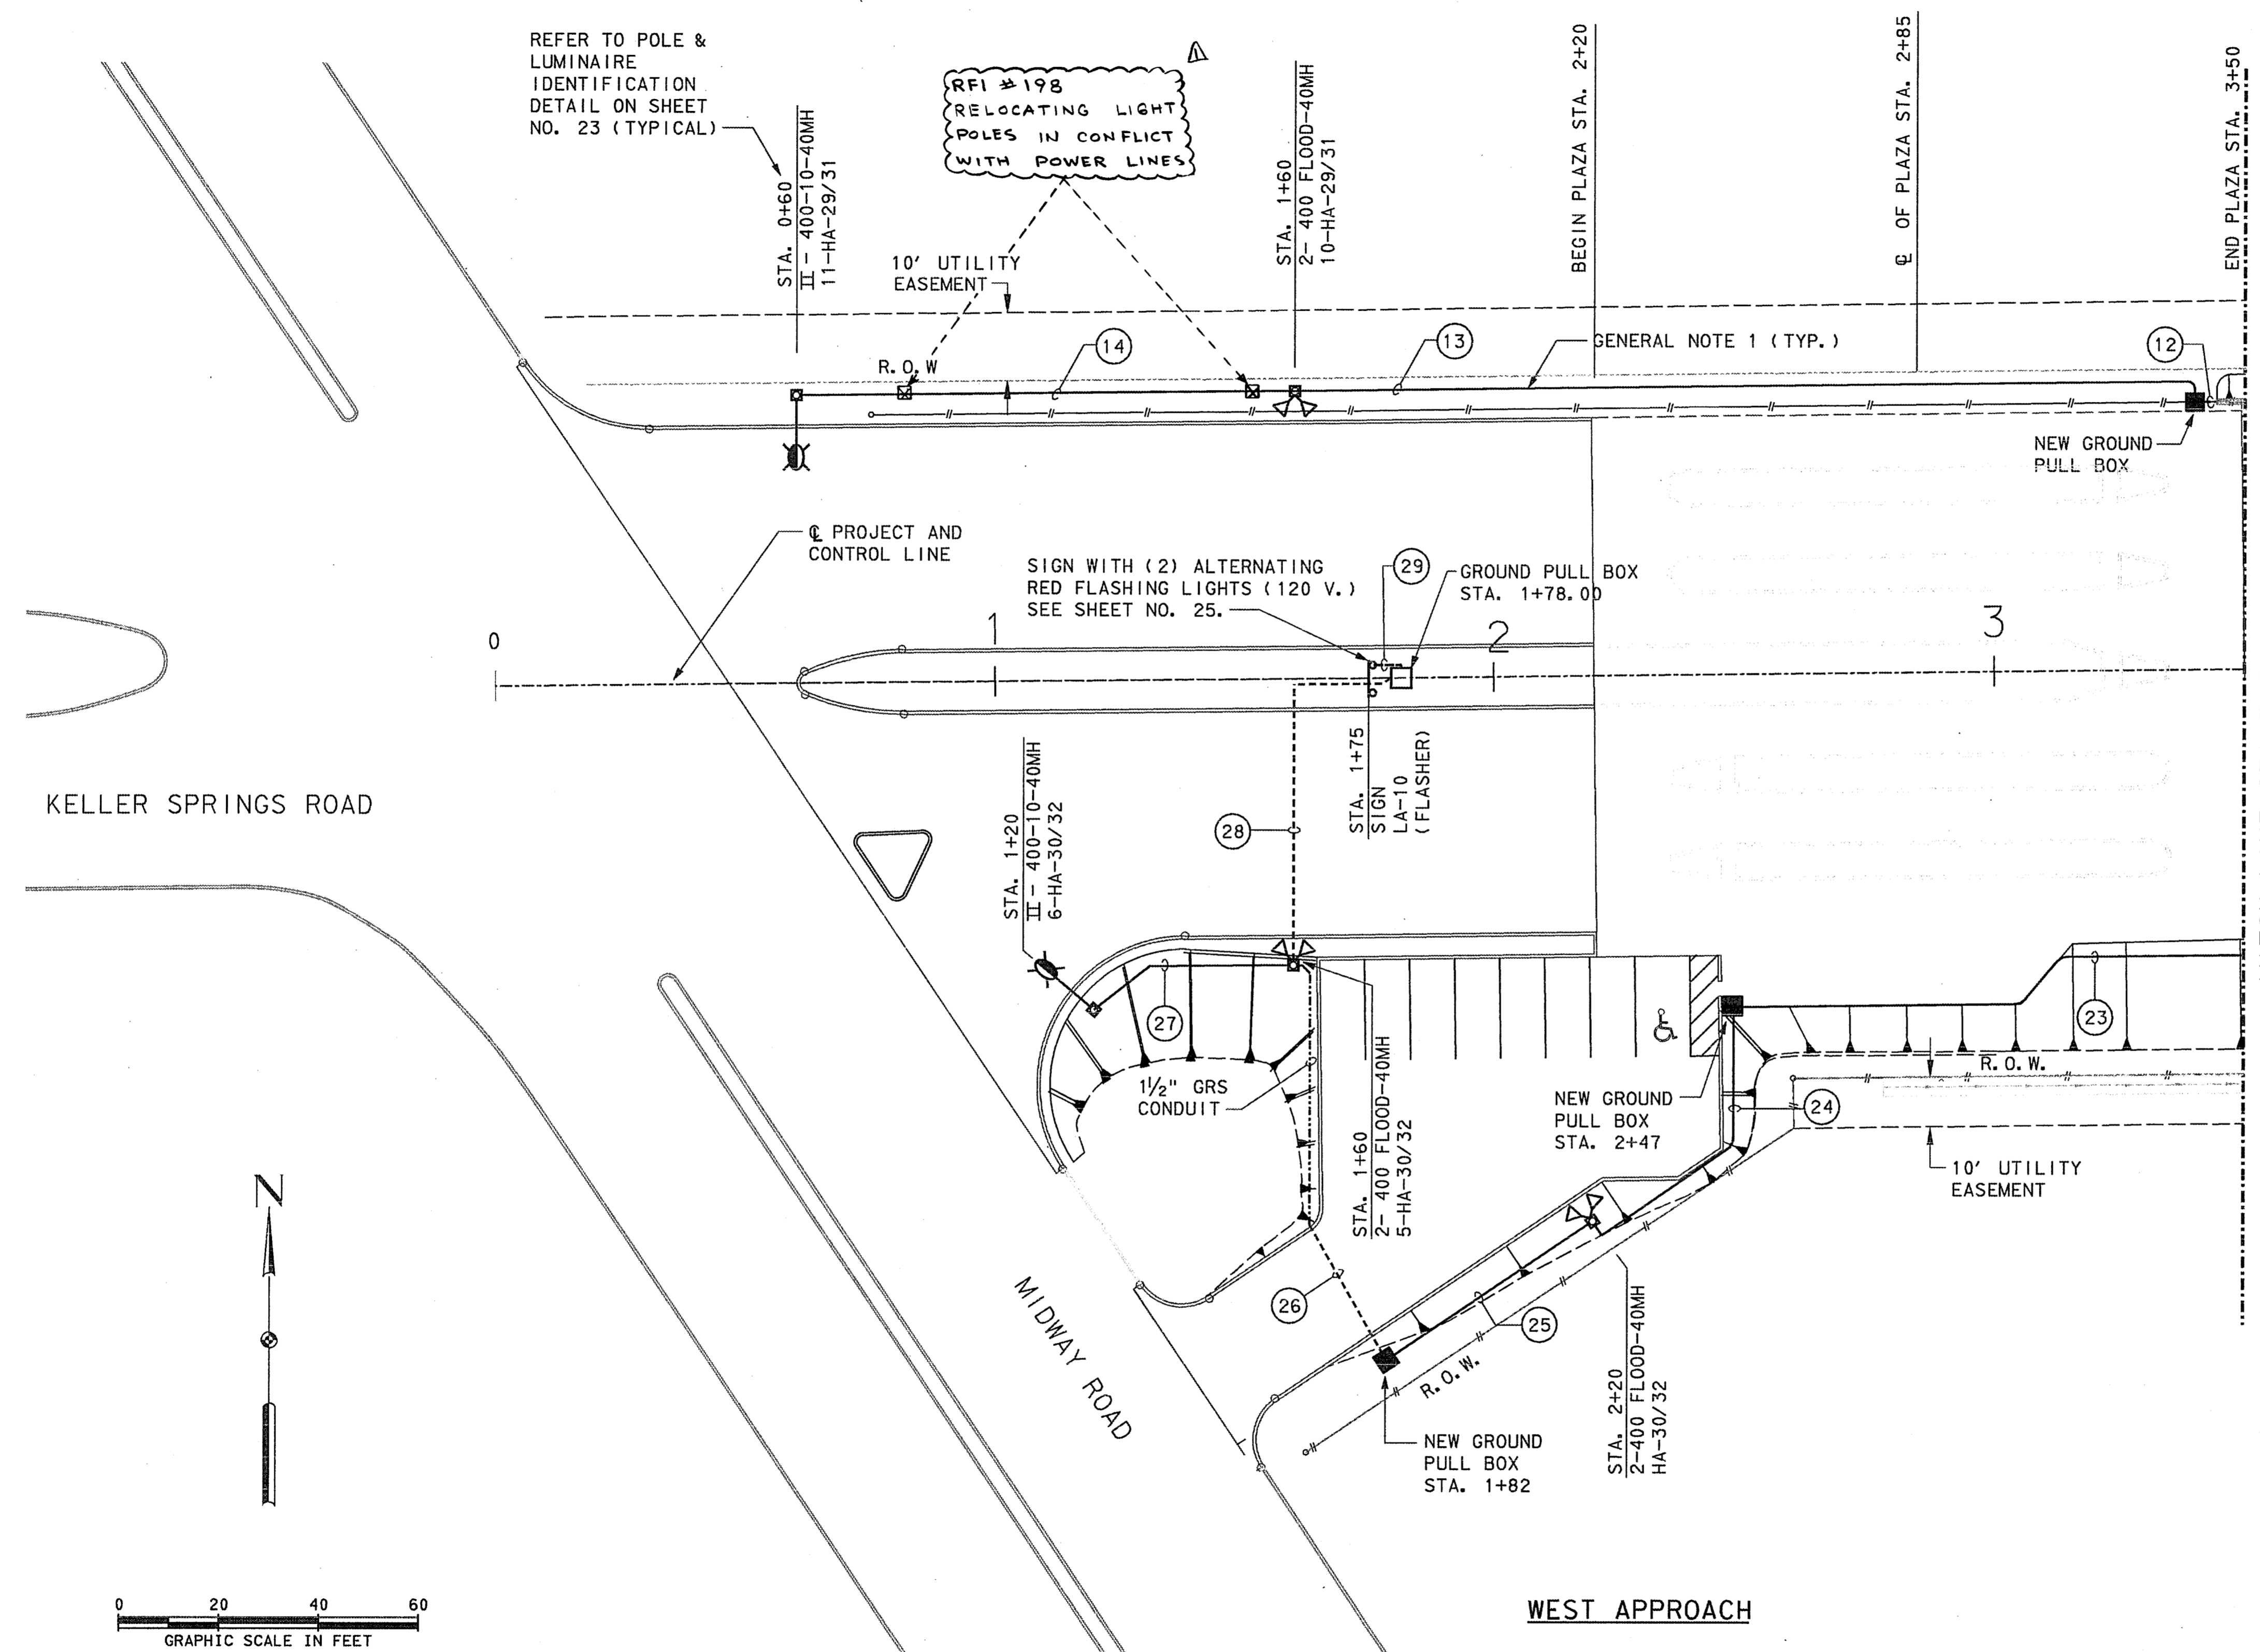 REFER TO POLE &
LUMINAIRE
IDENTIFICATION
DETAIL ON SHEET
NO. 23 (TYPICAL)
STA. 0+60
II - 400-10-40MH
11-HA-29/31
RFI #198
RELOCATING LIGHT
POLES IN CONFLICT
WITH POWER LINES
1
STA. 1+60
2- 400 FLOOD-40MH
10-HA-29/31
BEGIN PLAZA STA. 2+20
℄ OF PLAZA STA. 2+85
END PLAZA STA. 3+50
10' UTILITY
EASEMENT
R.O.W
14
13
GENERAL NOTE 1 (TYP.)
12
NEW GROUND
PULL BOX
℄ PROJECT AND
CONTROL LINE
SIGN WITH (2) ALTERNATING
RED FLASHING LIGHTS (120 V.)
SEE SHEET NO. 25.
29
GROUND PULL BOX
STA. 1+78.00
0
1
2
3
KELLER SPRINGS ROAD
STA. 1+20
II - 400-10-40MH
6-HA-30/32
28
STA. 1+75
SIGN
LA-10
(FLASHER)
27
1½" GRS
CONDUIT
STA. 1+60
2- 400 FLOOD-40MH
5-HA-30/32
23
R.O.W.
NEW GROUND
PULL BOX
STA. 2+47
24
10' UTILITY
EASEMENT
26
25
MIDWAY ROAD
R.O.W.
STA. 2+20
2-400 FLOOD-40MH
HA-30/32
NEW GROUND
PULL BOX
STA. 1+82
N
0 20 40 60
GRAPHIC SCALE IN FEET
WEST APPROACH